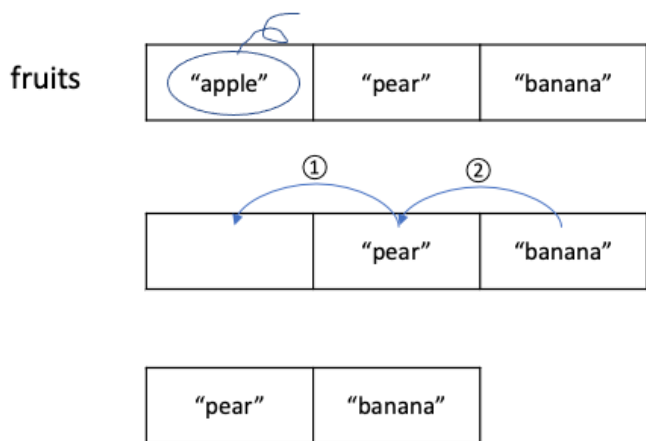 fruits “apple” “pear” “banana”
① ②
“pear” “banana”
“pear” “banana”